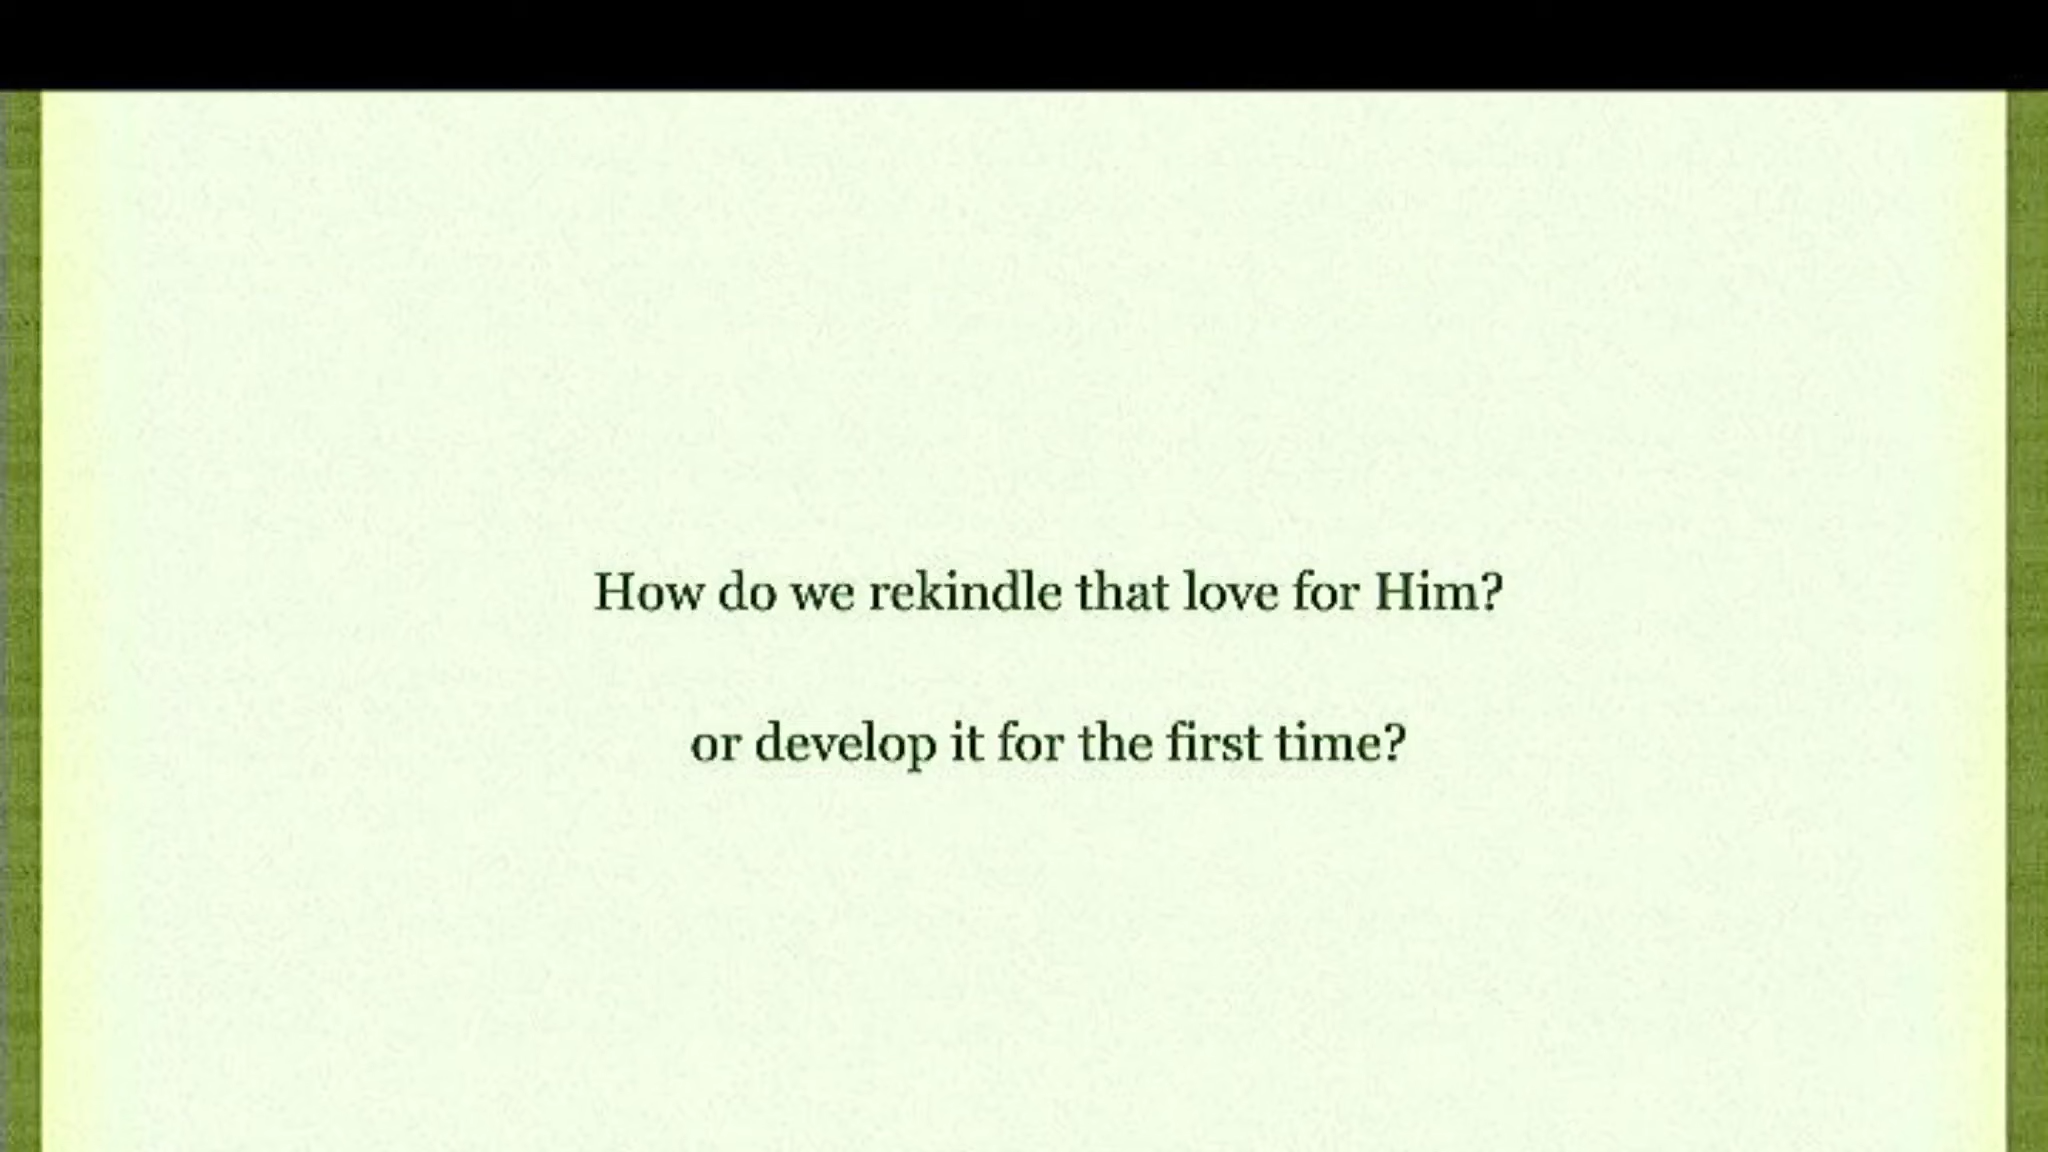 How do we rekindle that love for Him?
or develop it for the first time?